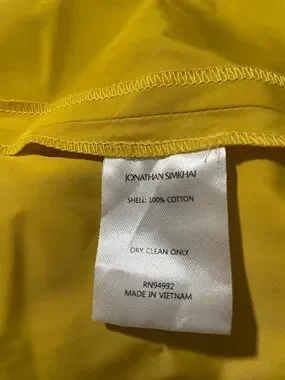 JONATHAN SIMKHAI
SHELL: 100% COTTON
DRY CLEAN ONLY
RN94992
MADE IN VIETNAM